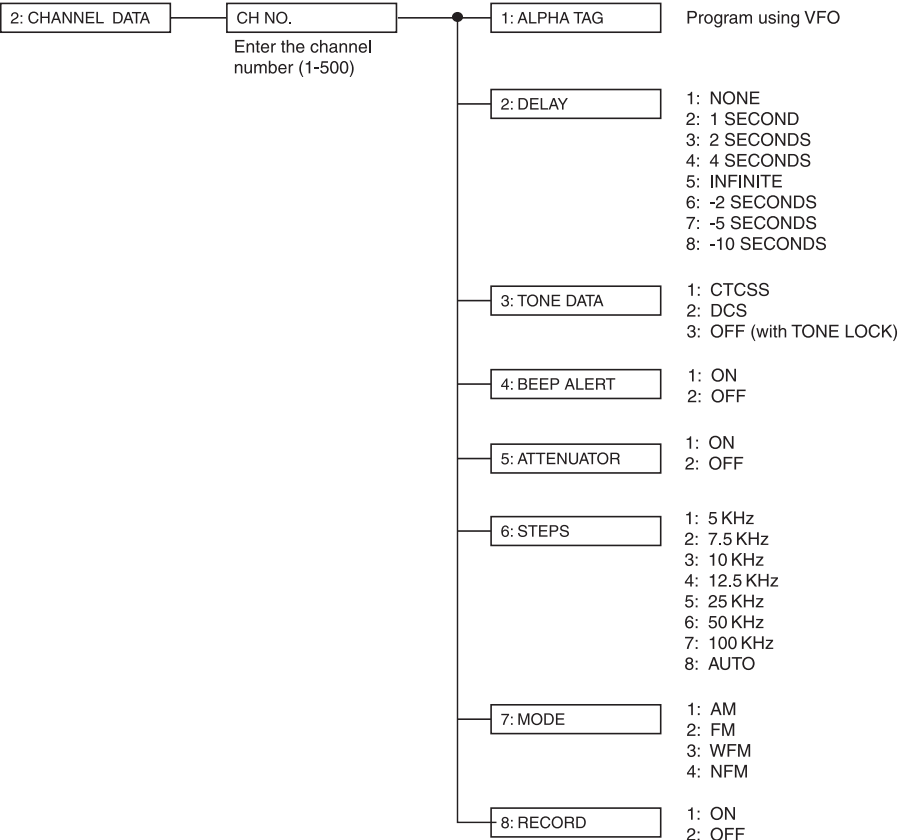 2: CHANNEL DATA
CH NO.
Enter the channel
number (1-500)
1: ALPHA TAG
Program using VFO
2: DELAY
1: NONE
2: 1 SECOND
3: 2 SECONDS
4: 4 SECONDS
5: INFINITE
6: -2 SECONDS
7: -5 SECONDS
8: -10 SECONDS
3: TONE DATA
1: CTCSS
2: DCS
3: OFF (with TONE LOCK)
4: BEEP ALERT
1: ON
2: OFF
5: ATTENUATOR
1: ON
2: OFF
6: STEPS
1: 5 KHz
2: 7.5 KHz
3: 10 KHz
4: 12.5 KHz
5: 25 KHz
6: 50 KHz
7: 100 KHz
8: AUTO
7: MODE
1: AM
2: FM
3: WFM
4: NFM
8: RECORD
1: ON
2: OFF